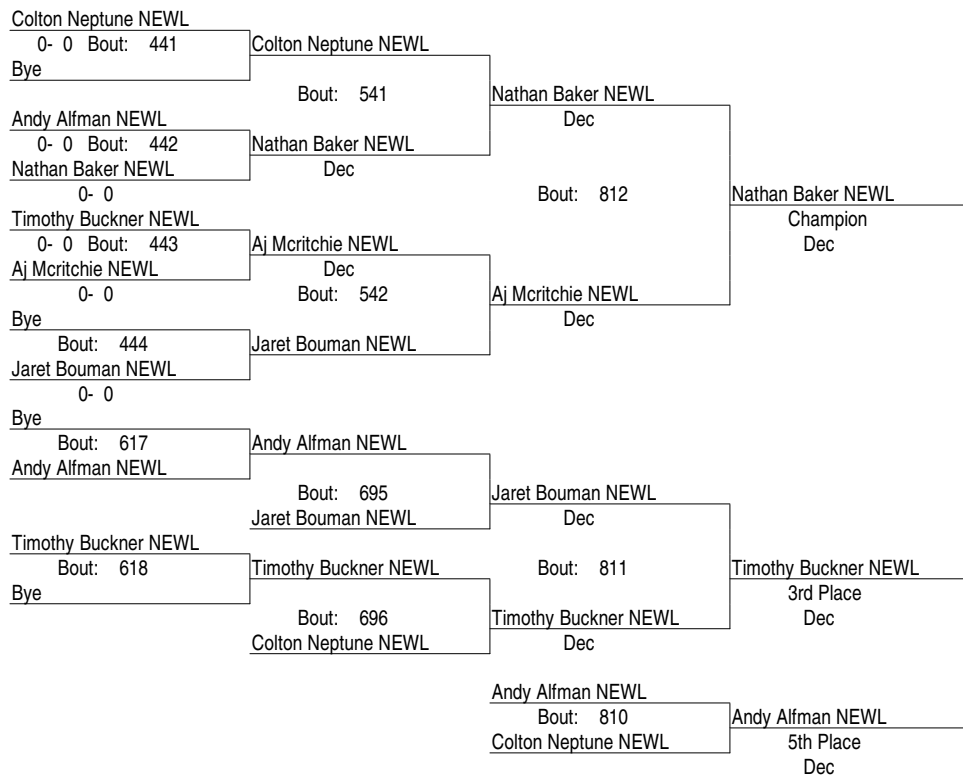 Colton Neptune NEWL
0- 0 Bout: 441
Colton Neptune NEWL
Bye
Bout: 541
Nathan Baker NEWL
Andy Alfman NEWL
Dec
0- 0 Bout: 442
Nathan Baker NEWL
Nathan Baker NEWL
Dec
0- 0
Bout: 812
Nathan Baker NEWL
Timothy Buckner NEWL
Champion
0- 0 Bout: 443
Aj Mcritchie NEWL
Dec
Aj Mcritchie NEWL
Dec
0- 0
Bout: 542
Aj Mcritchie NEWL
Bye
Dec
Bout: 444
Jaret Bouman NEWL
Jaret Bouman NEWL
0- 0
Bye
Bout: 617
Andy Alfman NEWL
Andy Alfman NEWL
Bout: 695
Jaret Bouman NEWL
Jaret Bouman NEWL
Dec
Timothy Buckner NEWL
Bout: 618
Timothy Buckner NEWL
Bout: 811
Timothy Buckner NEWL
Bye
3rd Place
Bout: 696
Timothy Buckner NEWL
Dec
Colton Neptune NEWL
Dec
Andy Alfman NEWL
Bout: 810
Andy Alfman NEWL
Colton Neptune NEWL
5th Place
Dec